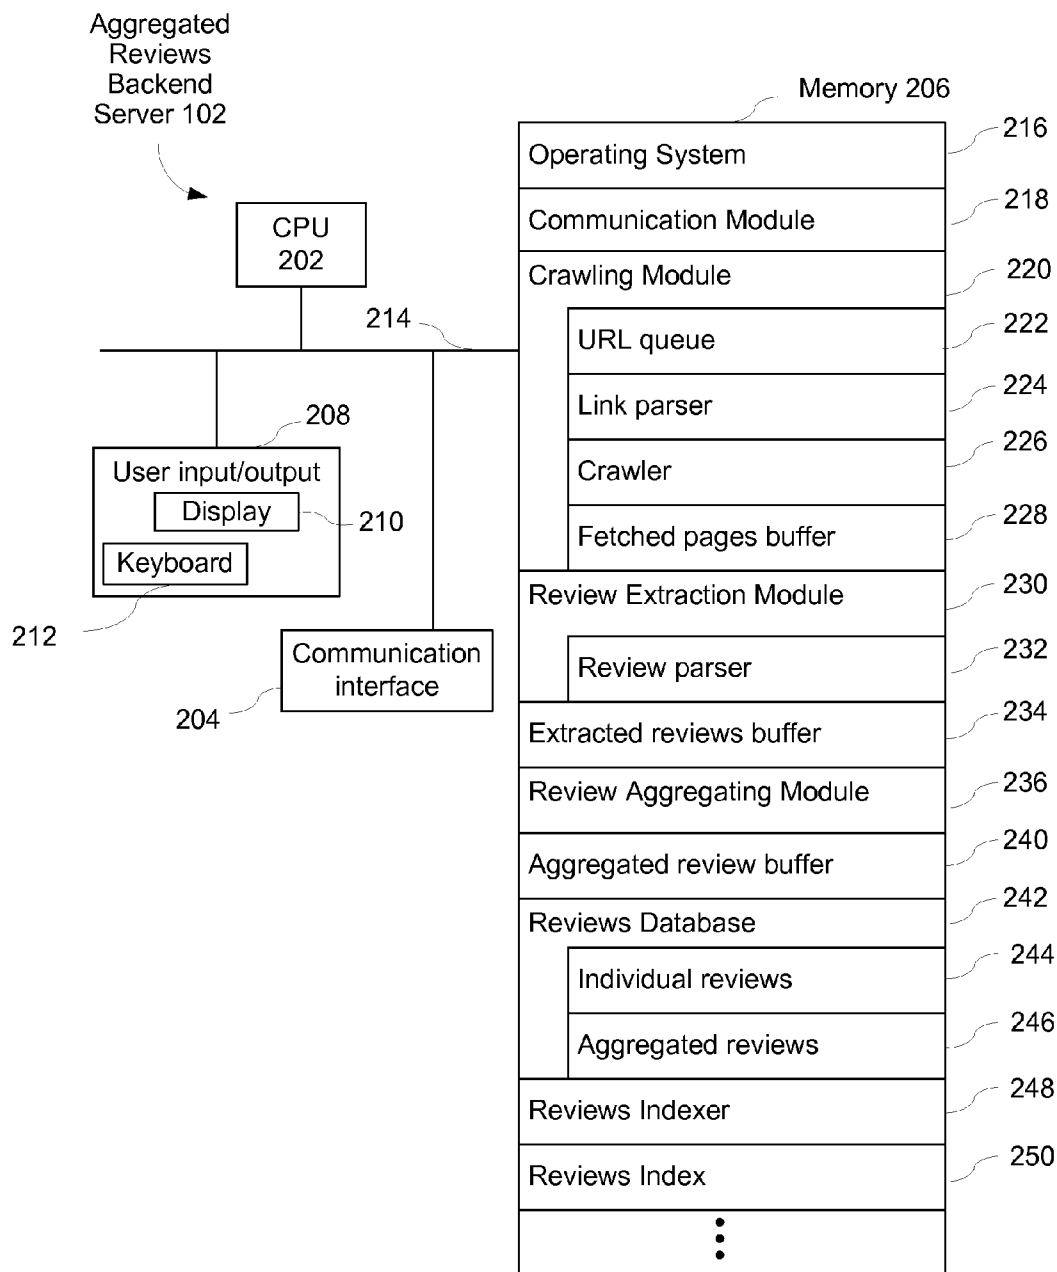 Aggregated
Reviews
Backend
Server 102
Memory 206
216
Operating System
218
Communication Module
CPU
202
220
Crawling Module
214
222
URL queue
224
Link parser
208
226
Crawler
User input/output
Display
210
228
Fetched pages buffer
Keyboard
230
Review Extraction Module
212
232
Review parser
Communication
interface
204
234
Extracted reviews buffer
236
Review Aggregating Module
240
Aggregated review buffer
242
Reviews Database
244
Individual reviews
246
Aggregated reviews
248
Reviews Indexer
250
Reviews Index